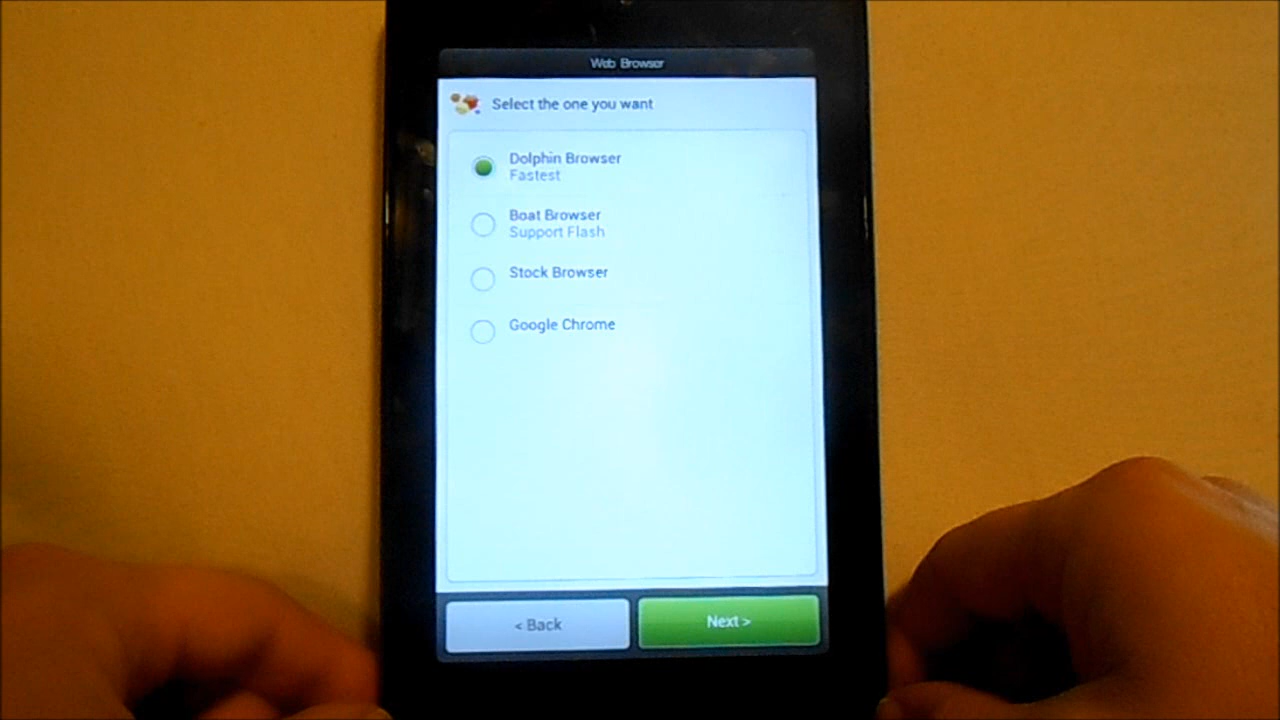 Web Browser
Select the one you want
Dolphin Browser
Fastest
Boat Browser
Support Flash
Stock Browser
Google Chrome
< Back
Next >